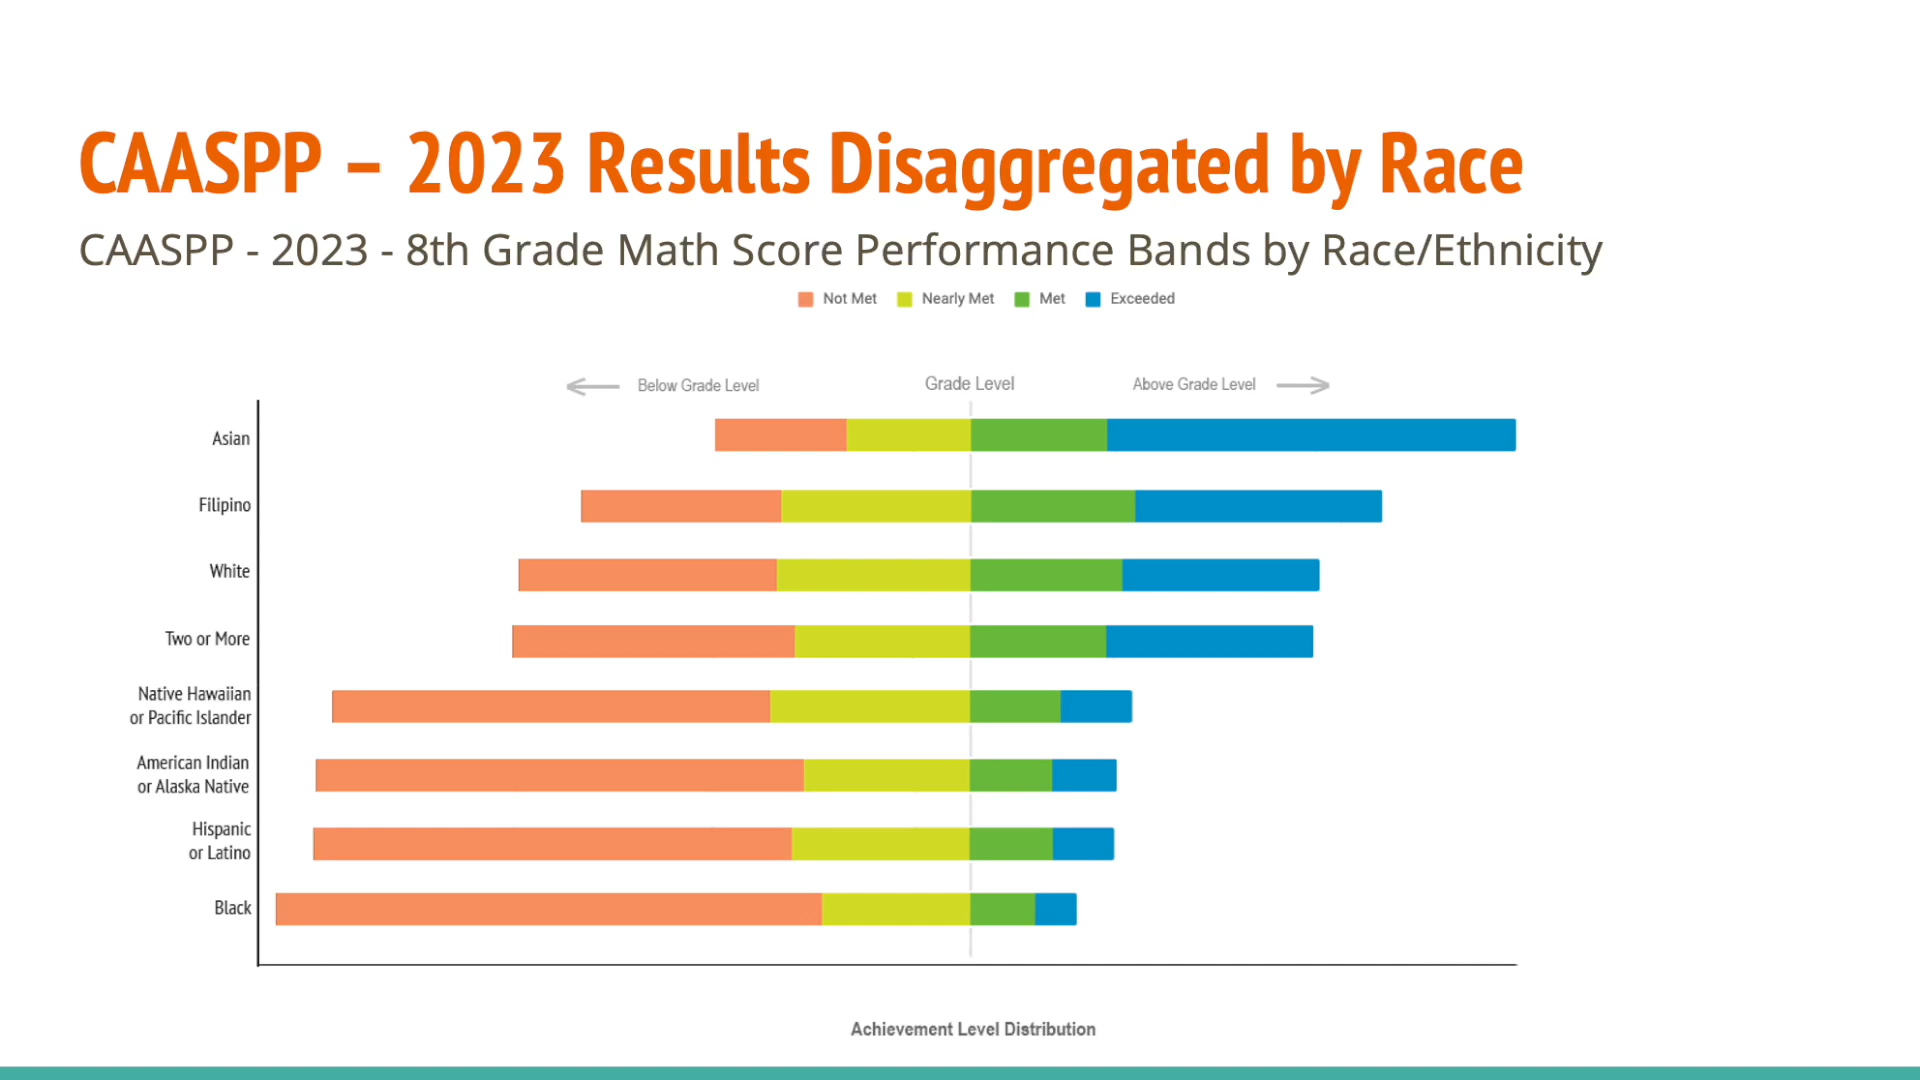 CAASPP – 2023 Results Disaggregated by Race
CAASPP - 2023 - 8th Grade Math Score Performance Bands by Race/Ethnicity
Not Met Nearly Met Met Exceeded
Below Grade Level Grade Level Above Grade Level
Asian
Filipino
White
Two or More
Native Hawaiian
or Pacific Islander
American Indian
or Alaska Native
Hispanic
or Latino
Black
Achievement Level Distribution